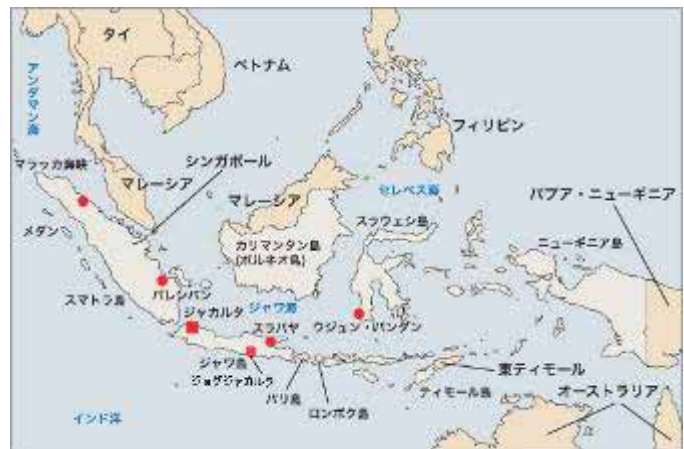 タイ
ベトナム
アンダマン海
フィリピン
マラッカ海峡
シンガポール
マレーシア
マレーシア
セレベス海
パプア・ニューギニア
メダン
カリマンタン島
(ボルネオ島)
スラウェシ島
ニューギニア島
スマトラ島
パレンバン
ジャカルタ
ジャワ海
スラバヤ
ウジュン・パンダン
ジャワ島
ジョグジャカルタ
バリ島
ロンボク島
ティモール島
東ティモール
オーストラリア
インド洋